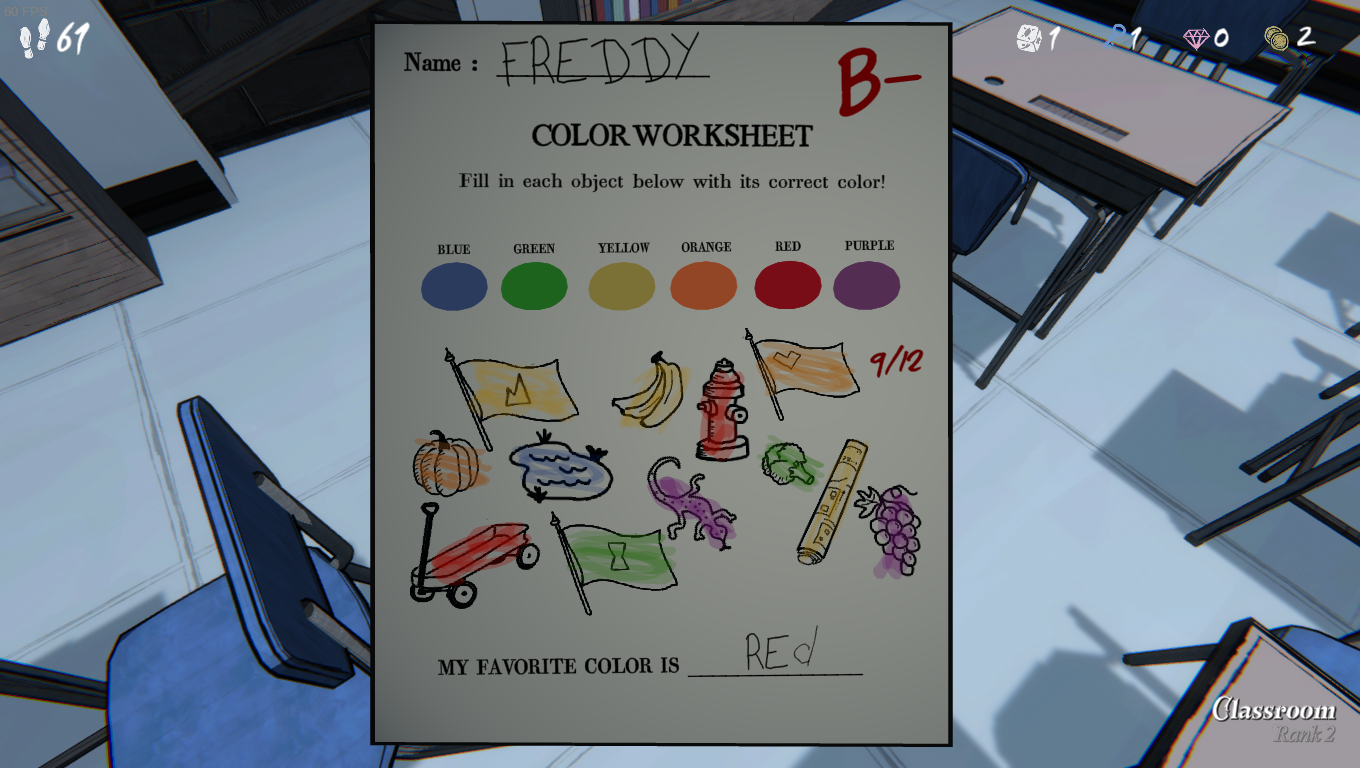 60 FPS
61
1
1
0
2
Name : FREDDY
B-
COLOR WORKSHEET
Fill in each object below with its correct color!
BLUE GREEN YELLOW ORANGE RED PURPLE
9/12
MY FAVORITE COLOR IS REd
Classroom
Rank 2